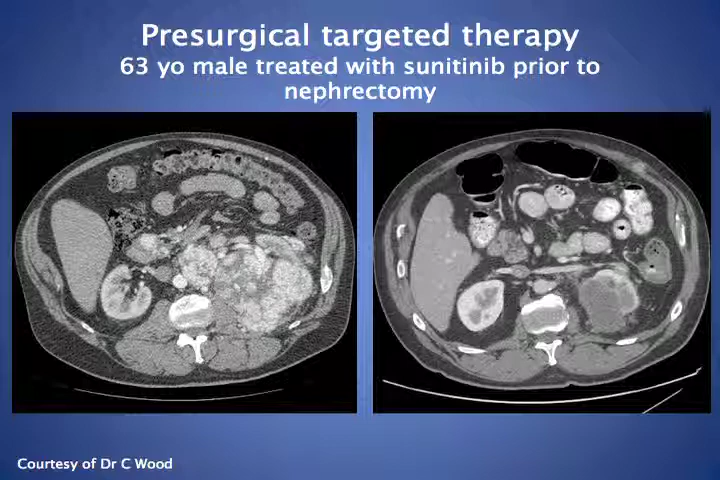 Presurgical targeted therapy
63 yo male treated with sunitinib prior to
nephrectomy
Courtesy of Dr C Wood